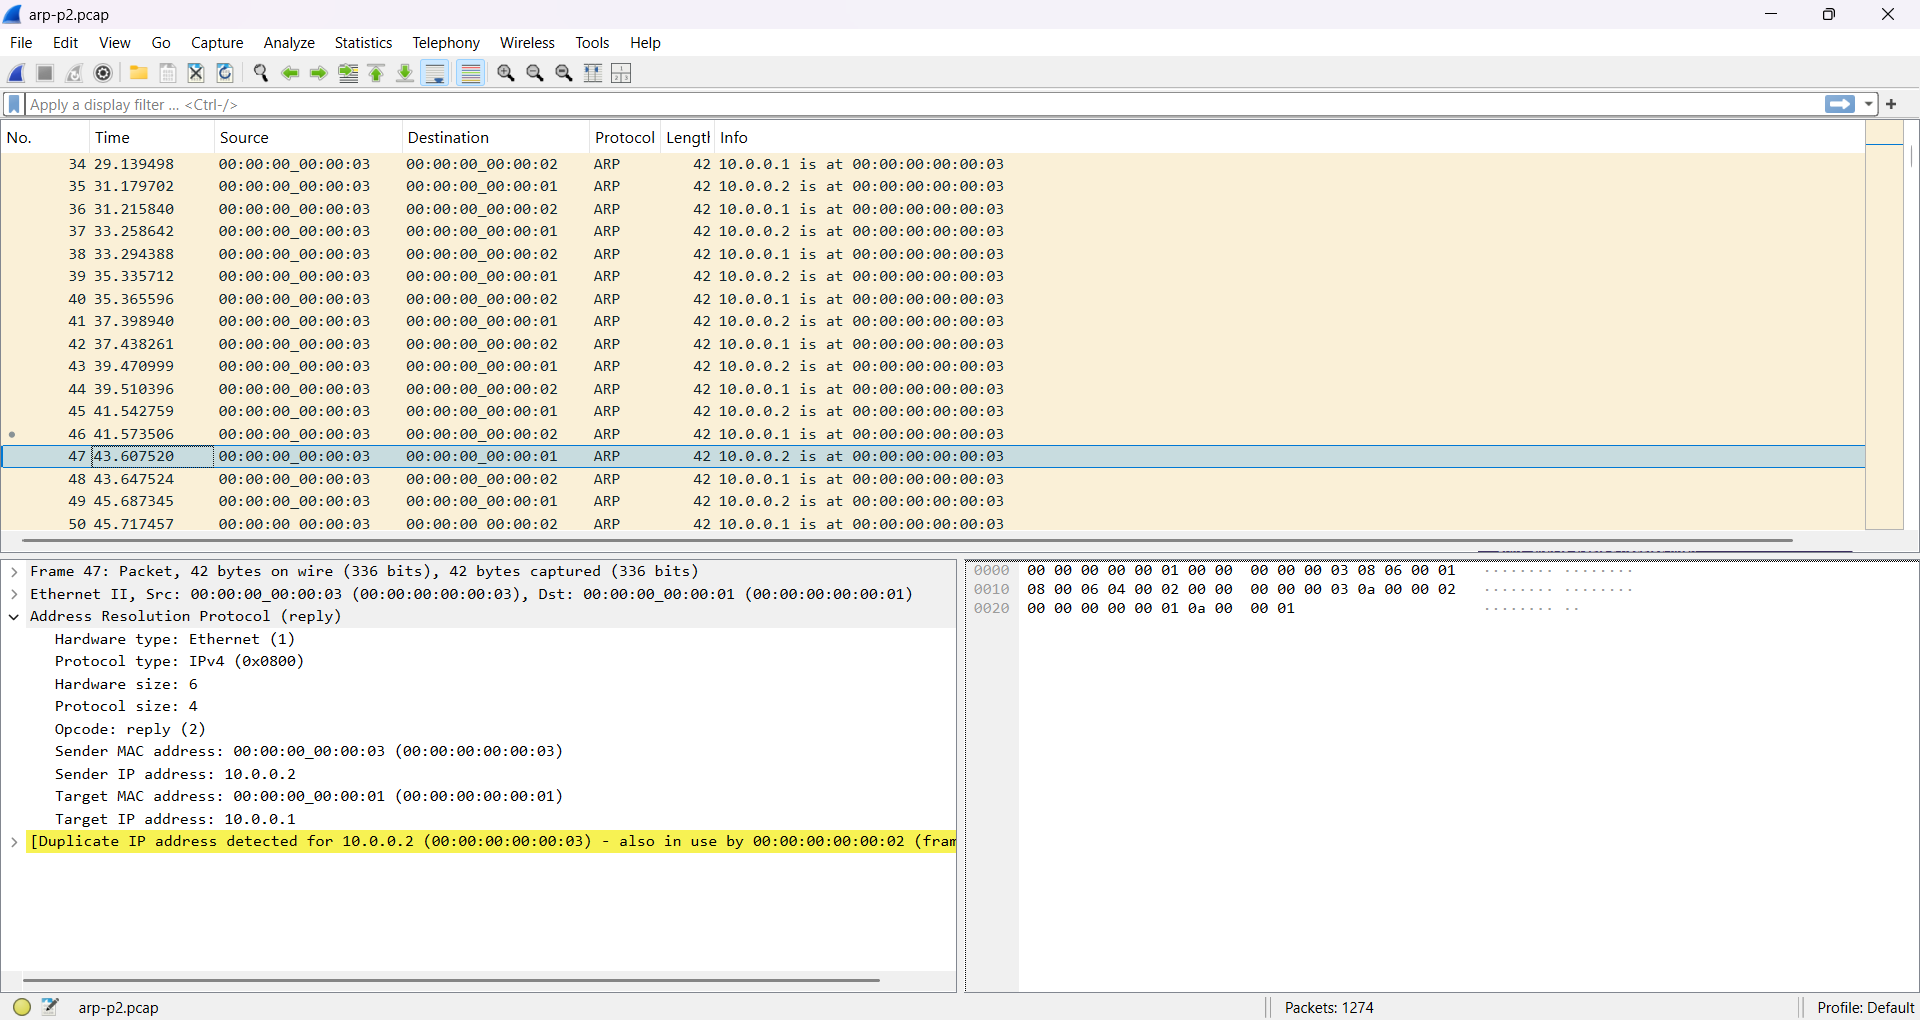 arp-p2.pcap
File Edit View Go Capture Analyze Statistics Telephony Wireless Tools Help
Apply a display filter … <Ctrl-/>
No. Time Source Destination Protocol Lengtl Info
34 29.139498 00:00:00_00:00:03 00:00:00_00:00:02 ARP 42 10.0.0.1 is at 00:00:00:00:00:03
35 31.179702 00:00:00_00:00:03 00:00:00_00:00:01 ARP 42 10.0.0.2 is at 00:00:00:00:00:03
36 31.215840 00:00:00_00:00:03 00:00:00_00:00:02 ARP 42 10.0.0.1 is at 00:00:00:00:00:03
37 33.258642 00:00:00_00:00:03 00:00:00_00:00:01 ARP 42 10.0.0.2 is at 00:00:00:00:00:03
38 33.294388 00:00:00_00:00:03 00:00:00_00:00:02 ARP 42 10.0.0.1 is at 00:00:00:00:00:03
39 35.335712 00:00:00_00:00:03 00:00:00_00:00:01 ARP 42 10.0.0.2 is at 00:00:00:00:00:03
40 35.365596 00:00:00_00:00:03 00:00:00_00:00:02 ARP 42 10.0.0.1 is at 00:00:00:00:00:03
41 37.398940 00:00:00_00:00:03 00:00:00_00:00:01 ARP 42 10.0.0.2 is at 00:00:00:00:00:03
42 37.438261 00:00:00_00:00:03 00:00:00_00:00:02 ARP 42 10.0.0.1 is at 00:00:00:00:00:03
43 39.470999 00:00:00_00:00:03 00:00:00_00:00:01 ARP 42 10.0.0.2 is at 00:00:00:00:00:03
44 39.510396 00:00:00_00:00:03 00:00:00_00:00:02 ARP 42 10.0.0.1 is at 00:00:00:00:00:03
45 41.542759 00:00:00_00:00:03 00:00:00_00:00:01 ARP 42 10.0.0.2 is at 00:00:00:00:00:03
46 41.573506 00:00:00_00:00:03 00:00:00_00:00:02 ARP 42 10.0.0.1 is at 00:00:00:00:00:03
47 43.607520 00:00:00_00:00:03 00:00:00_00:00:01 ARP 42 10.0.0.2 is at 00:00:00:00:00:03
48 43.647524 00:00:00_00:00:03 00:00:00_00:00:02 ARP 42 10.0.0.1 is at 00:00:00:00:00:03
49 45.687345 00:00:00_00:00:03 00:00:00_00:00:01 ARP 42 10.0.0.2 is at 00:00:00:00:00:03
50 45.717457 00:00:00 00:00:03 00:00:00 00:00:02 ARP 42 10.0.0.1 is at 00:00:00:00:00:03
Frame 47: Packet, 42 bytes on wire (336 bits), 42 bytes captured (336 bits)
Ethernet II, Src: 00:00:00_00:00:03 (00:00:00:00:00:03), Dst: 00:00:00_00:00:01 (00:00:00:00:00:01)
Address Resolution Protocol (reply)
Hardware type: Ethernet (1)
Protocol type: IPv4 (0x0800)
Hardware size: 6
Protocol size: 4
Opcode: reply (2)
Sender MAC address: 00:00:00_00:00:03 (00:00:00:00:00:03)
Sender IP address: 10.0.0.2
Target MAC address: 00:00:00_00:00:01 (00:00:00:00:00:01)
Target IP address: 10.0.0.1
[Duplicate IP address detected for 10.0.0.2 (00:00:00:00:00:03) - also in use by 00:00:00:00:00:02 (fram
0000 00 00 00 00 00 01 00 00 00 00 00 03 08 06 00 01 ········ ········
0010 08 00 06 04 00 02 00 00 00 00 00 03 0a 00 00 02 ········ ········
0020 00 00 00 00 00 01 0a 00 00 01 ········ ··
arp-p2.pcap
Packets: 1274
Profile: Default